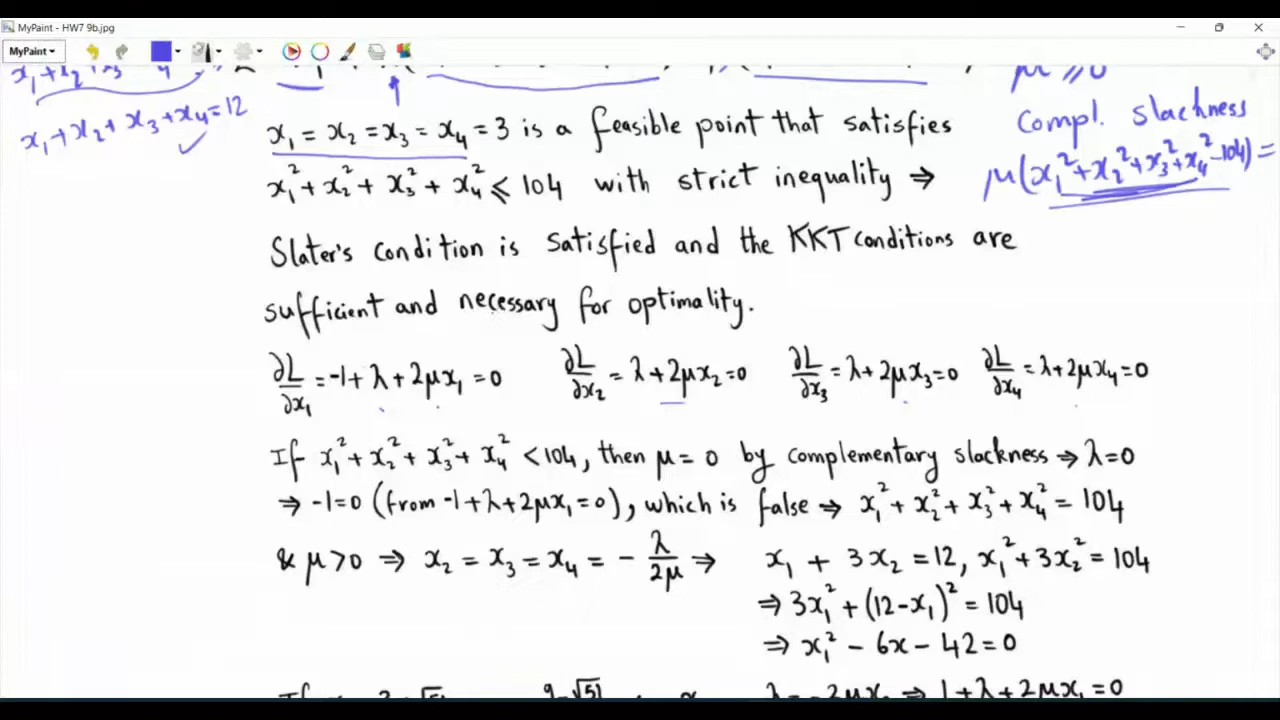 MyPaint - HW7 9b.jpg
MyPaint
μ ⩾ 0
x₁+x₂+x₃+x₄=12
x₁ = x₂ = x₃ = x₄ = 3 is a feasible point that satisfies
Compl. slackness
x₁² + x₂² + x₃² + x₄² ⩽ 104 with strict inequality ⇒
μ(x₁²+x₂²+x₃²+x₄²-104)=
Slater's condition is satisfied and the KKT conditions are
sufficient and necessary for optimality.
∂L/∂x₁ = -1 + λ + 2μx₁ = 0 ∂L/∂x₂ = λ + 2μx₂ = 0 ∂L/∂x₃ = λ + 2μx₃ = 0 ∂L/∂x₄ = λ + 2μx₄ = 0
If x₁² + x₂² + x₃² + x₄² < 104, then μ = 0 by complementary slackness ⇒ λ = 0
⇒ -1=0 (from -1+λ+2μx₁=0), which is false ⇒ x₁² + x₂² + x₃² + x₄² = 104
& μ>0 ⇒ x₂ = x₃ = x₄ = - λ/2μ ⇒ x₁ + 3x₂ = 12, x₁² + 3x₂² = 104
⇒ 3x₁² + (12-x₁)² = 104
⇒ x₁² - 6x - 42 = 0